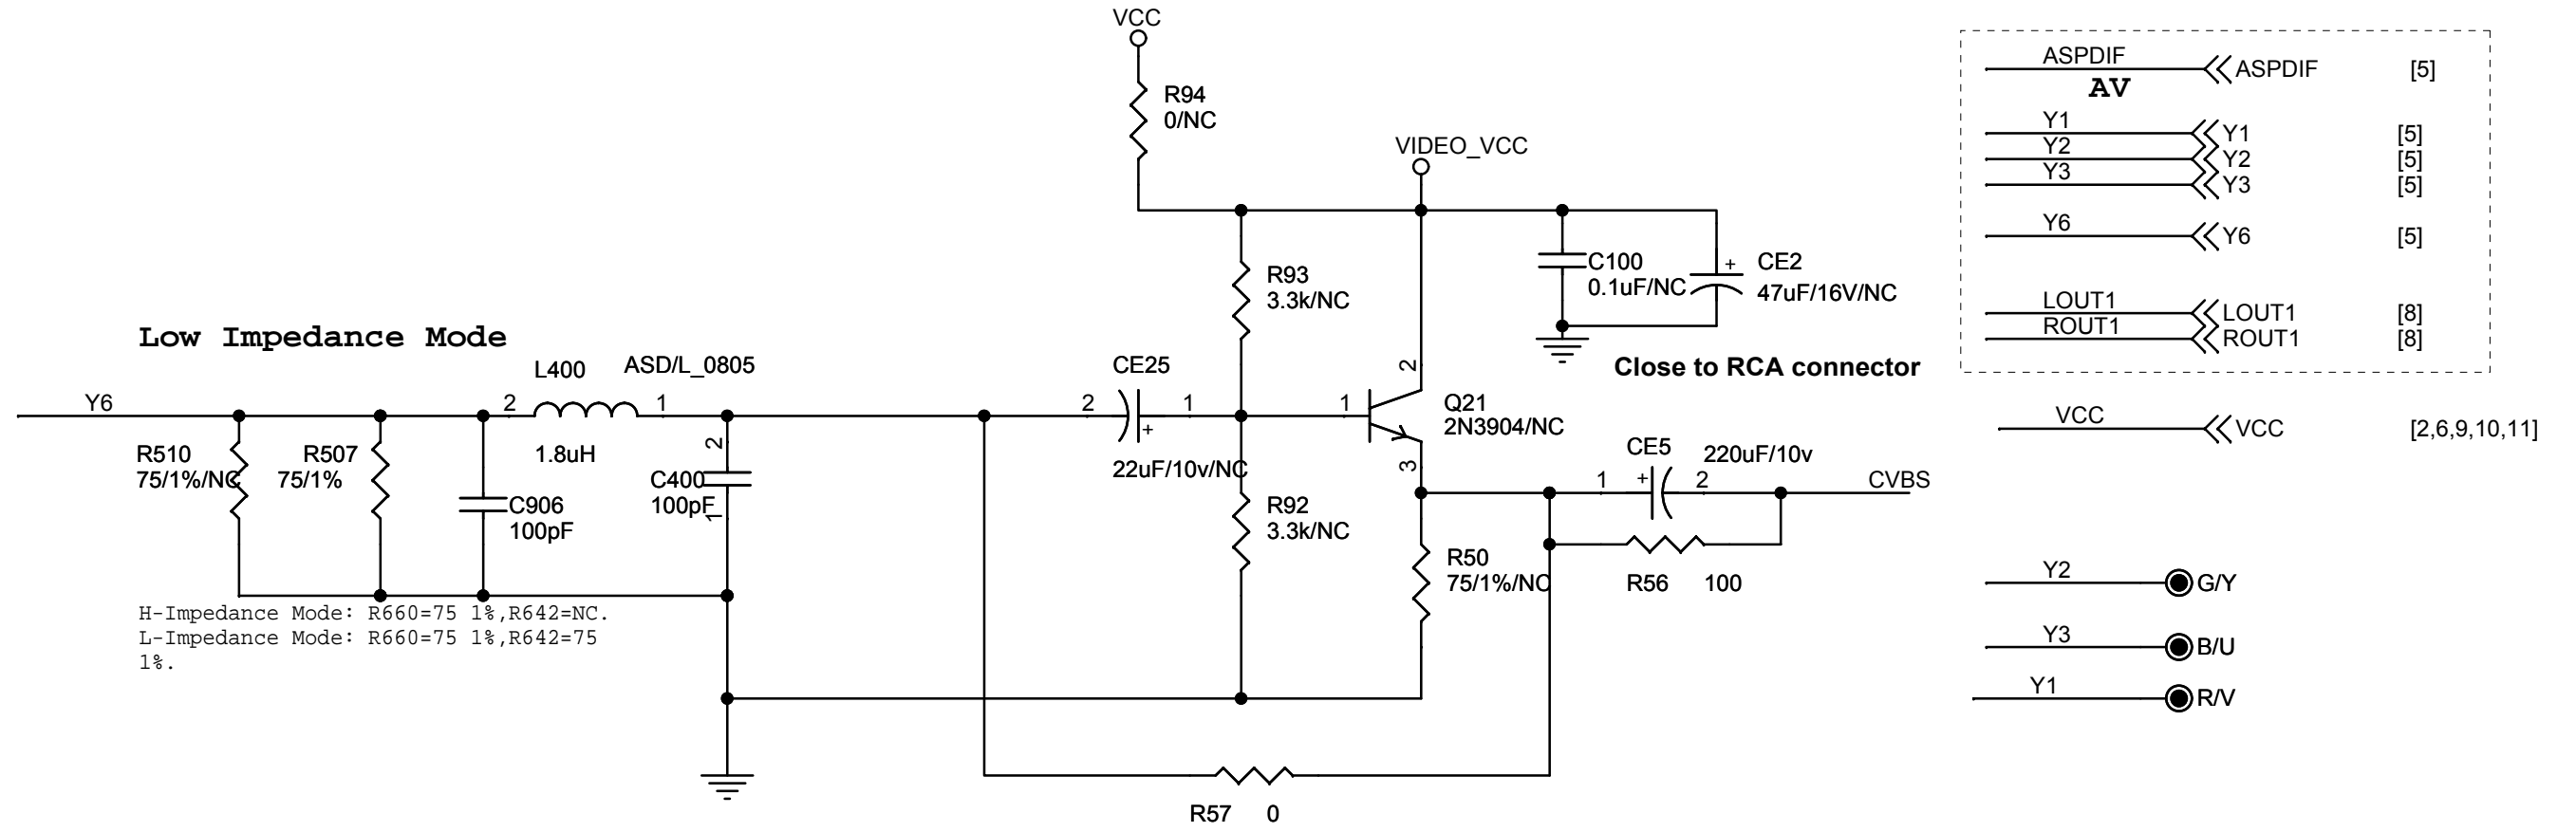 VCC
R94
0/NC
VIDEO_VCC
R93
3.3k/NC
C100
0.1uF/NC
+
CE2
47uF/16V/NC
Close to RCA connector
Low Impedance Mode
Y6
L400
ASD/L_0805
2
1
1.8uH
R510
75/1%/NC
R507
75/1%
C906
100pF
2
C400
100pF
1
H-Impedance Mode: R660=75 1%,R642=NC.
L-Impedance Mode: R660=75 1%,R642=75
1%.
CE25
2
1
+
22uF/10v/NC
R92
3.3k/NC
1
2
3
Q21
2N3904/NC
CE5
220uF/10v
1
+
2
CVBS
R50
75/1%/NC
R56
100
R57
0
ASPDIF
ASPDIF
[5]
AV
Y1
Y1
[5]
Y2
Y2
[5]
Y3
Y3
[5]
Y6
Y6
[5]
LOUT1
LOUT1
[8]
ROUT1
ROUT1
[8]
VCC
VCC
[2,6,9,10,11]
Y2
G/Y
Y3
B/U
Y1
R/V